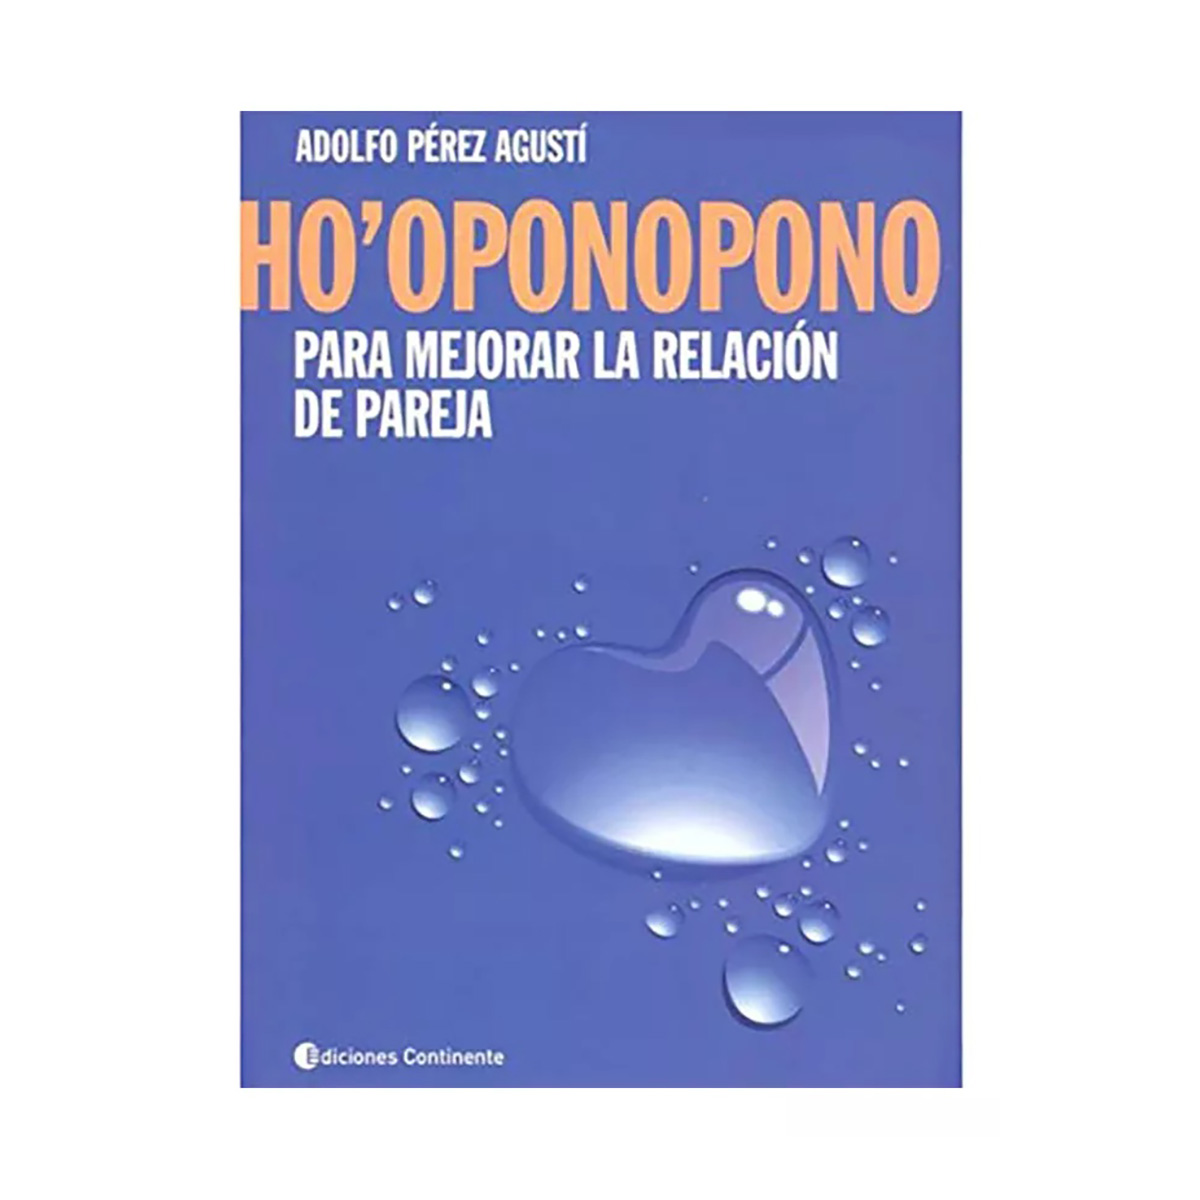 ADOLFO PÉREZ AGUSTÍ
HO'OPONOPONO
PARA MEJORAR LA RELACIÓN
DE PAREJA
Ediciones Continente